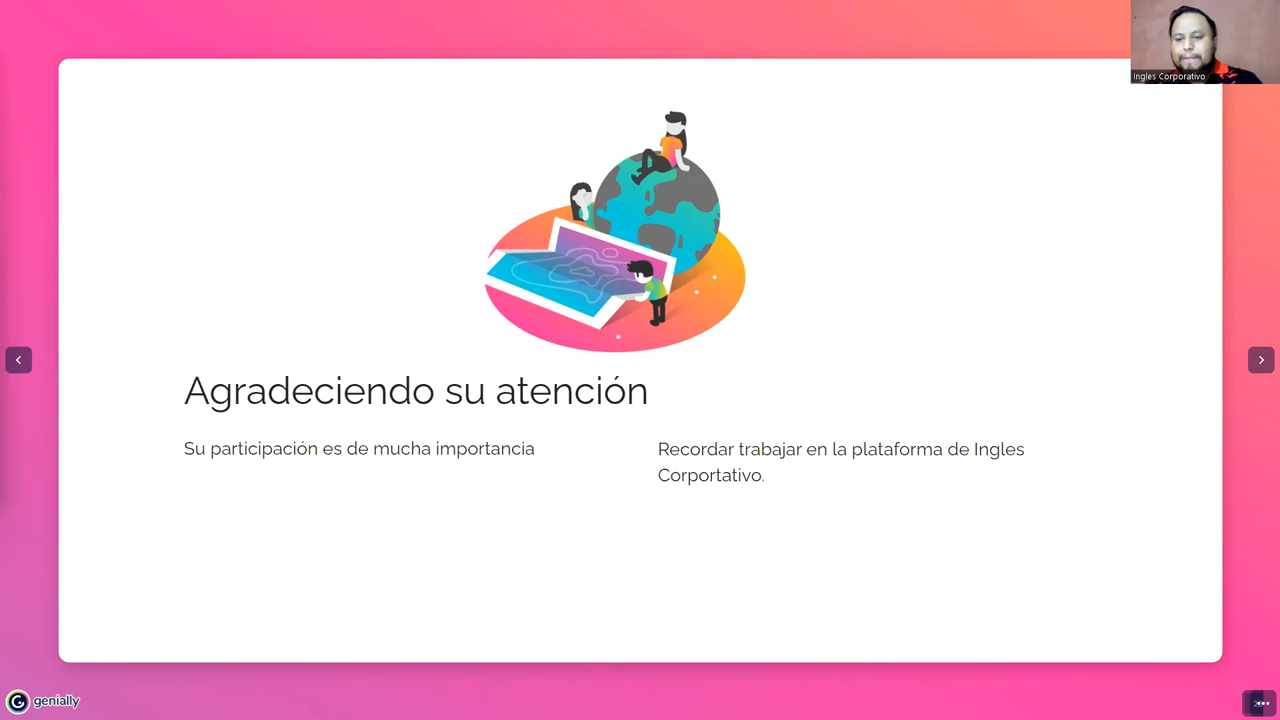 Ingles Corporativo
Agradeciendo su atención
Su participación es de mucha importancia
Recordar trabajar en la plataforma de Ingles
Corportativo.
genially